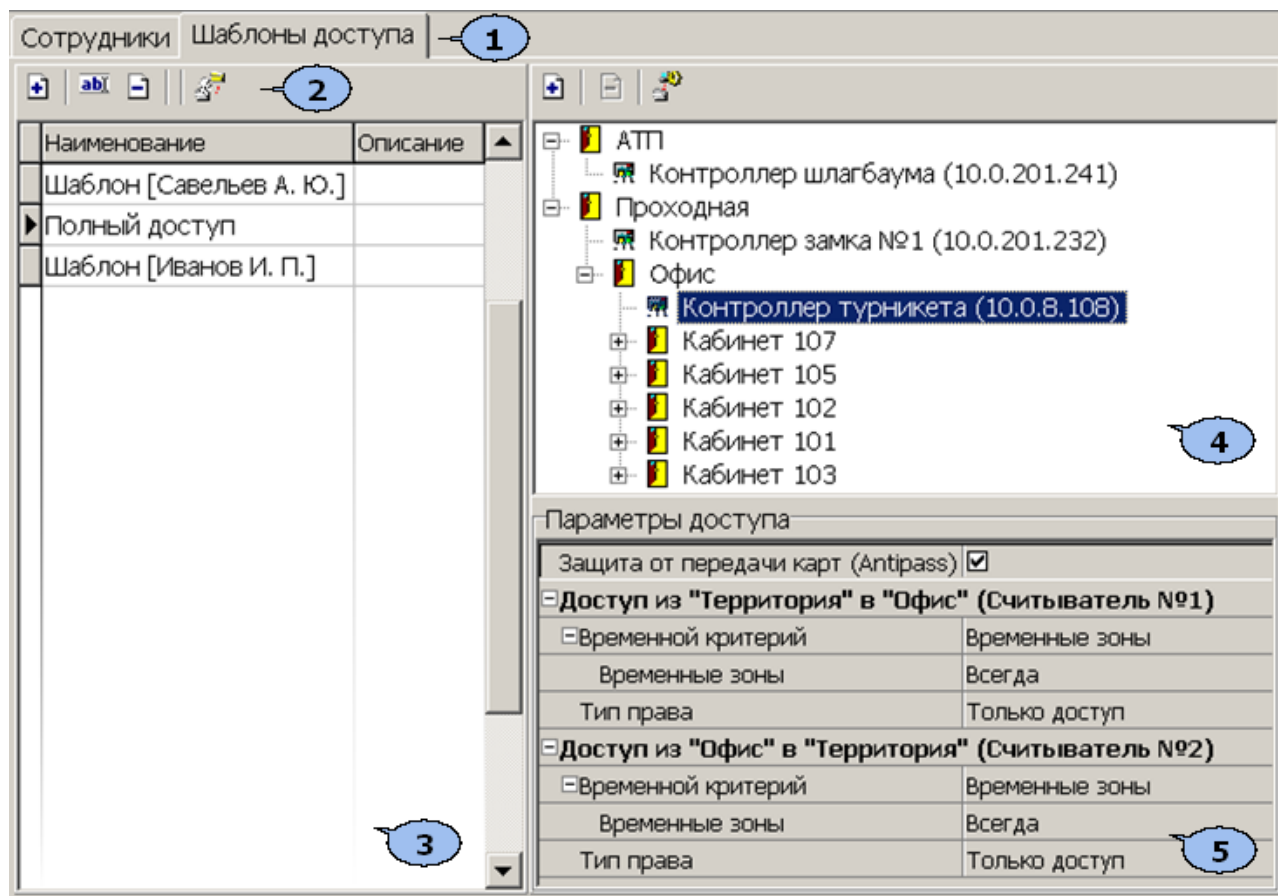 Сотрудники Шаблоны доступа 1
abI 2
Наименование Описание
Шаблон [Савельев А. Ю.]
Полный доступ
Шаблон [Иванов И. П.]
3
АТП
Контроллер шлагбаума (10.0.201.241)
Проходная
Контроллер замка №1 (10.0.201.232)
Офис
Контроллер турникета (10.0.8.108)
Кабинет 107
Кабинет 105
Кабинет 102
Кабинет 101
Кабинет 103
4
Параметры доступа
Защита от передачи карт (Antipass)
Доступ из "Территория" в "Офис" (Считыватель №1)
Временной критерий Временные зоны
Временные зоны Всегда
Тип права Только доступ
Доступ из "Офис" в "Территория" (Считыватель №2)
Временной критерий Временные зоны
Временные зоны Всегда
Тип права Только доступ
5